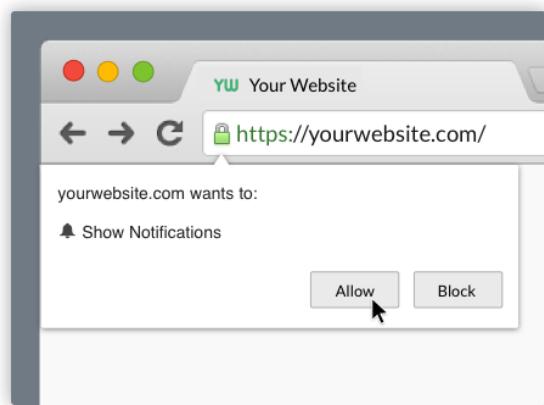 YW Your Website
https://yourwebsite.com/
yourwebsite.com wants to:
Show Notifications
Allow Block